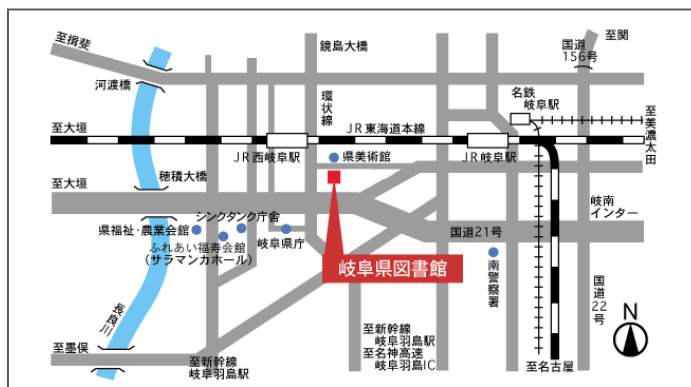 至揖斐
鏡島大橋
国道
156号
至関
河渡橋
環状線
名鉄
岐阜駅
至大垣
JR東海道本線
至美濃太田
JR西岐阜駅
県美術館
JR岐阜駅
穂積大橋
至大垣
岐南
インター
シンクタンク庁舎
県福祉・農業会館
ふれあい福寿会館
(サラマンカホール)
岐阜県庁
国道21号
岐阜県図書館
南警察署
国道22号
長良川
N
至墨俣
至新幹線
岐阜羽島駅
至新幹線
岐阜羽島駅
至名神高速
岐阜羽島IC
至名古屋